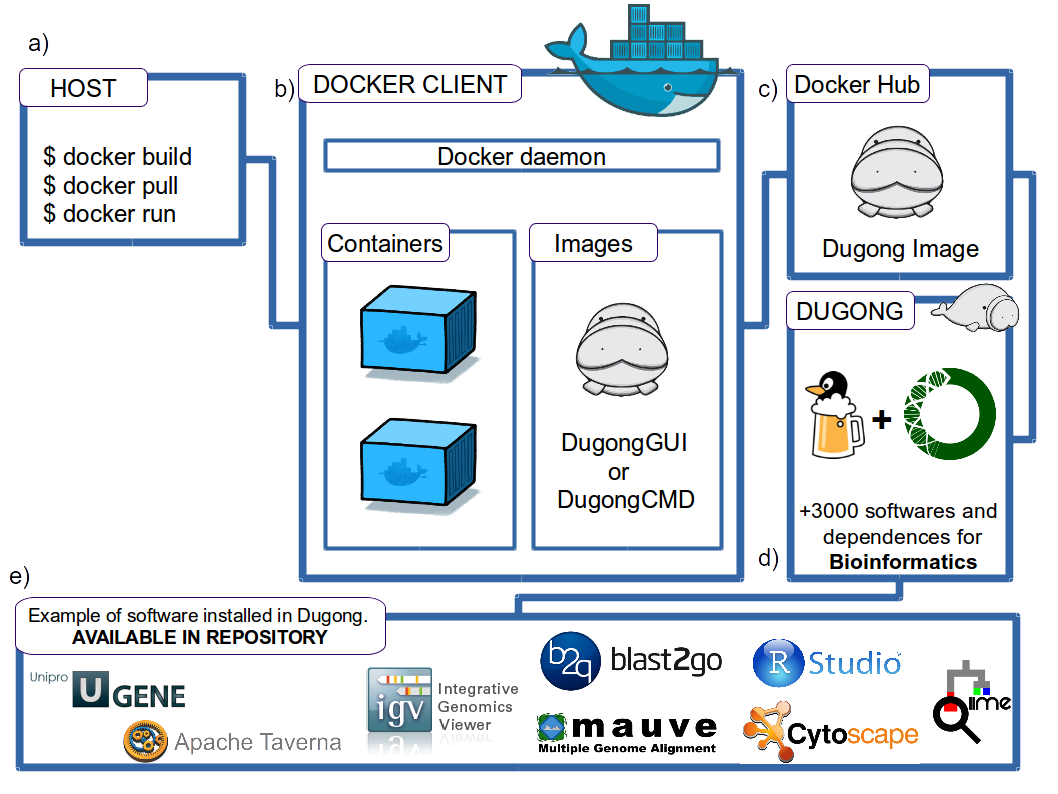 a)
HOST
$ docker build
$ docker pull
$ docker run
b)
DOCKER CLIENT
Docker daemon
Containers
Images
DugongGUI
or
DugongCMD
c)
Docker Hub
Dugong Image
DUGONG
+
+3000 softwares and
dependences for
Bioinformatics
d)
e)
Example of software installed in Dugong.
AVAILABLE IN REPOSITORY
Unipro
U GENE
Apache Taverna
igv
Integrative
Genomics
Viewer
b2g blast2go
mauve
Multiple Genome Alignment
R Studio
Cytoscape
Qiime